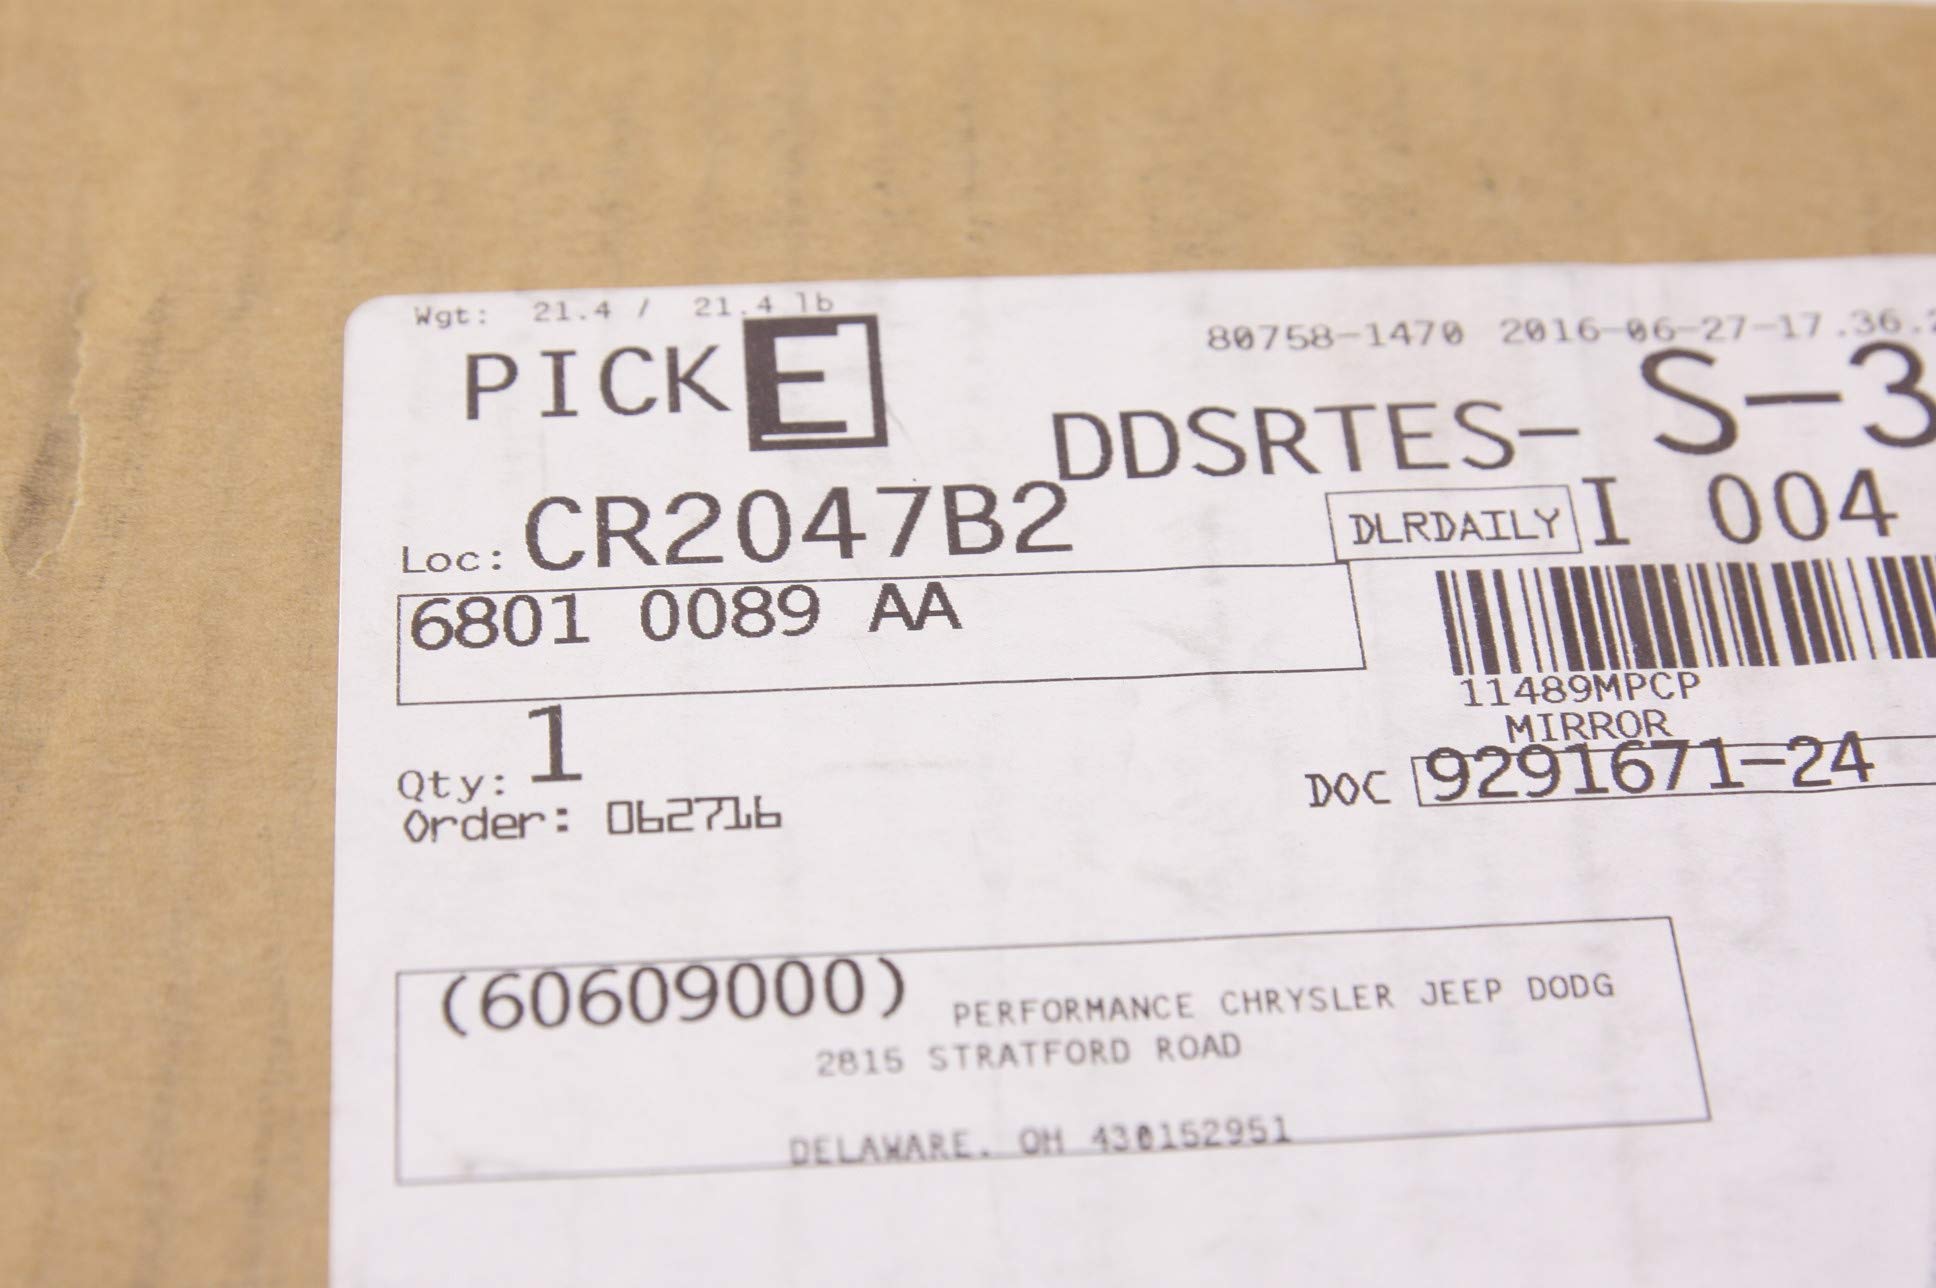 Wgt: 21.4 / 21.4 lb
80758-1470 2016-06-27-17.36.2
PICK E
DDSRTES- S-3
Loc: CR2047B2
DLRDAILY I 004
6801 0089 AA
11489MPCP
MIRROR
Qty: 1
DOC 9291671-24
Order: 062716
(60609000) PERFORMANCE CHRYSLER JEEP DODG
2815 STRATFORD ROAD
DELAWARE. OH 430152951